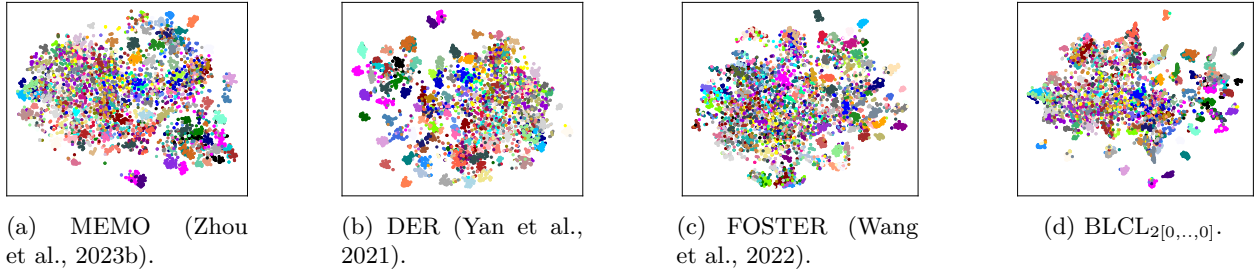 (a) MEMO (Zhou
et al., 2023b).
(b) DER (Yan et al.,
2021).
(c) FOSTER (Wang
et al., 2022).
(d) BLCL₂[0,..,0].